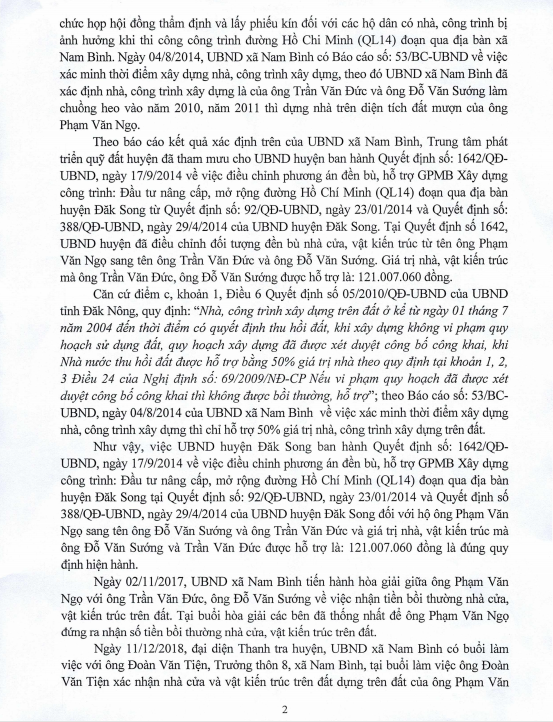 chức họp hội đồng thẩm định và lấy phiếu kín đối với các hộ dân có nhà, công trình bị
ảnh hưởng khi thi công công trình đường Hồ Chi Minh (QL14) đoạn qua địa bàn xã
Nam Bình. Ngày 04/8/2014, UBND xã Nam Bình có Báo cáo số: 53/BC-UBND về việc
xác minh thời điểm xây dựng nhà, công trình xây dựng, theo đó UBND xã Nam Bình đã
xác định nhà, công trình xây dựng là của ông Trần Văn Đức và ông Đỗ Văn Sướng làm
chuồng heo vào năm 2010, năm 2011 thì dựng nhà trên diện tích đất mượn của ông
Phạm Văn Ngọ.
Theo báo cáo kết quả xác định trên của UBND xã Nam Bình, Trung tâm phát
triển quỹ đất huyện đã tham mưu cho UBND huyện ban hành Quyết định số: 1642/QĐ-
UBND, ngày 17/9/2014 về việc điều chỉnh phương án đền bù, hỗ trợ GPMB Xây dựng
công trình: Đầu tư nâng cấp, mở rộng đường Hồ Chí Minh (QL14) đoạn qua địa bàn
huyện Đăk Song từ Quyết định số: 92/QĐ-UBND, ngày 23/01/2014 và Quyết định số:
388/QĐ-UBND, ngày 29/4/2014 của UBND huyện Đăk Song. Tại Quyết định số 1642,
UBND huyện đã điều chỉnh đối tượng đền bù nhà cửa, vật kiến trúc từ tên ông Phạm
Văn Ngọ sang tên ông Trần Văn Đức và ông Đỗ Văn Sướng. Giá trị nhà, vật kiến trúc
mà ông Trần Văn Đức, ông Đỗ Văn Sướng được hỗ trợ là: 121.007.060 đồng.
Căn cứ điểm c, khoản 1, Điều 6 Quyết định số 05/2010/QĐ-UBND của UBND
tỉnh Đăk Nông, quy định: “Nhà, công trình xây dựng trên đất ở kể từ ngày 01 tháng 7
năm 2004 đến thời điểm có quyết định thu hồi đất, khi xây dựng không vi phạm quy
hoạch sử dụng đất, quy hoạch xây dựng đã được xét duyệt công bố công khai, khi
Nhà nước thu hồi đất được hỗ trợ bằng 50% giá trị nhà theo quy định tại khoản 1, 2,
3 Điều 24 của Nghị định số: 69/2009/NĐ-CP Nếu vi phạm quy hoạch đã được xét
duyệt công bố công khai thì không được bồi thường, hỗ trợ”; theo Báo cáo số: 53/BC-
UBND, ngày 04/8/2014 của UBND xã Nam Bình về việc xác minh thời điểm xây dựng
nhà, công trình xây dựng thì chỉ hỗ trợ 50% giá trị nhà, công trình xây dựng trên đất.
Như vậy, việc UBND huyện Đăk Song ban hành Quyết định số: 1642/QĐ-
UBND, ngày 17/9/2014 về việc điều chỉnh phương án đền bù, hỗ trợ GPMB Xây dựng
công trình: Đầu tư nâng cấp, mở rộng đường Hồ Chí Minh (QL14) đoạn qua địa bàn
huyện Đăk Song tại Quyết định số: 92/QĐ-UBND, ngày 23/01/2014 và Quyết định số
388/QĐ-UBND, ngày 29/4/2014 của UBND huyện Đăk Song đối với hộ ông Phạm Văn
Ngọ sang tên ông Đỗ Văn Sướng và ông Trần Văn Đức và giá trị nhà, vật kiến trúc mà
ông Đỗ Văn Sướng và Trần Văn Đức được hỗ trợ là: 121.007.060 đồng là đúng quy
định hiện hành.
Ngày 02/11/2017, UBND xã Nam Bình tiến hành hòa giải giữa ông Phạm Văn
Ngọ với ông Trần Văn Đức, ông Đỗ Văn Sướng về việc nhận tiền bồi thường nhà cửa,
vật kiến trúc trên đất. Tại buổi hòa giải các bên đã thống nhất để ông Phạm Văn Ngọ
đứng ra nhận số tiền bồi thường nhà cửa, vật kiến trúc trên đất.
Ngày 11/12/2018, đại diện Thanh tra huyện, UBND xã Nam Bình có buổi làm
việc với ông Đoàn Văn Tiện, Trưởng thôn 8, xã Nam Bình, tại buổi làm việc ông Đoàn
Văn Tiện xác nhận nhà cửa và vật kiến trúc trên đất dựng trên đất của ông Phạm Văn
2